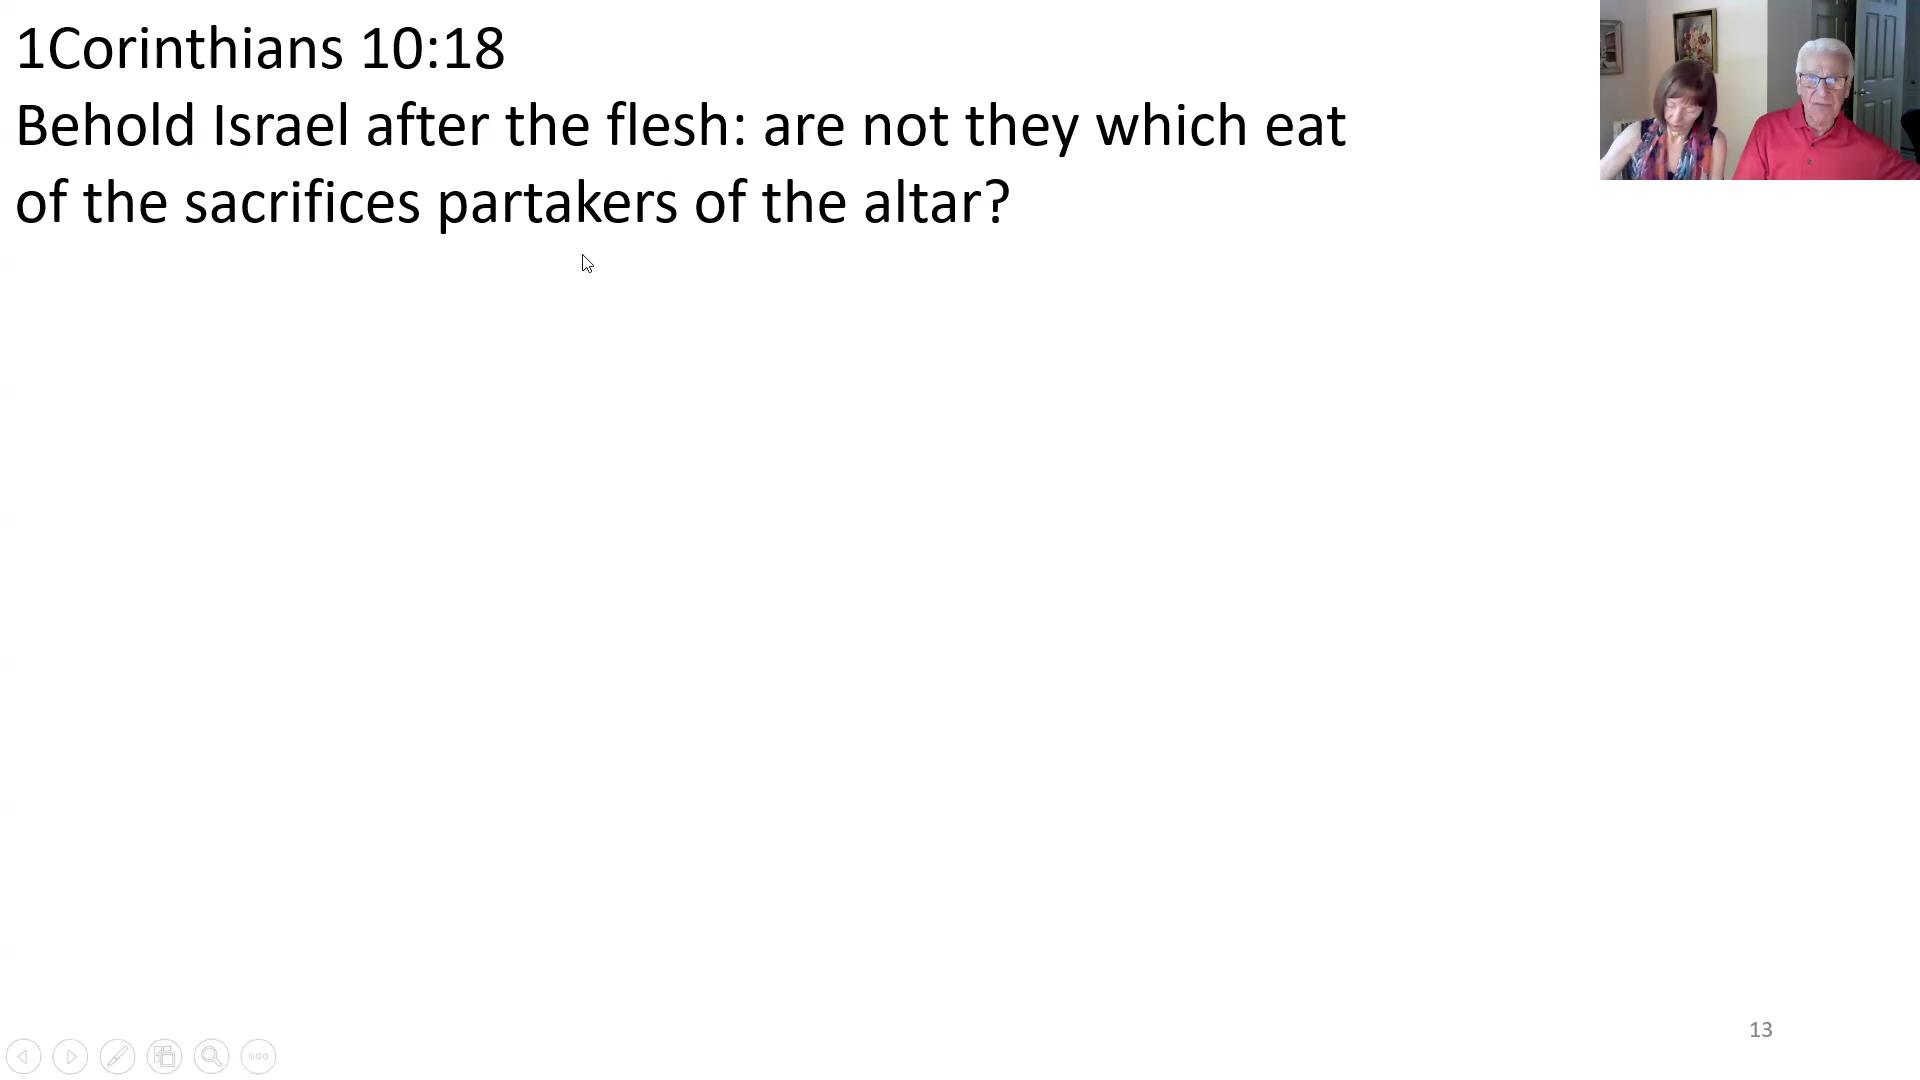 1Corinthians 10:18
Behold Israel after the flesh: are not they which eat
of the sacrifices partakers of the altar?
13